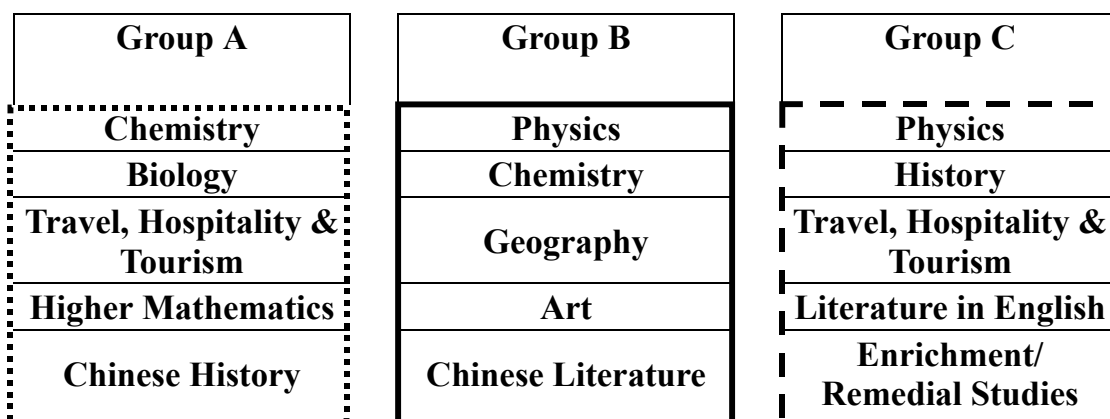 Group A
Chemistry
Biology
Travel, Hospitality &
Tourism
Higher Mathematics
Chinese History
Group B
Physics
Chemistry
Geography
Art
Chinese Literature
Group C
Physics
History
Travel, Hospitality &
Tourism
Literature in English
Enrichment/
Remedial Studies